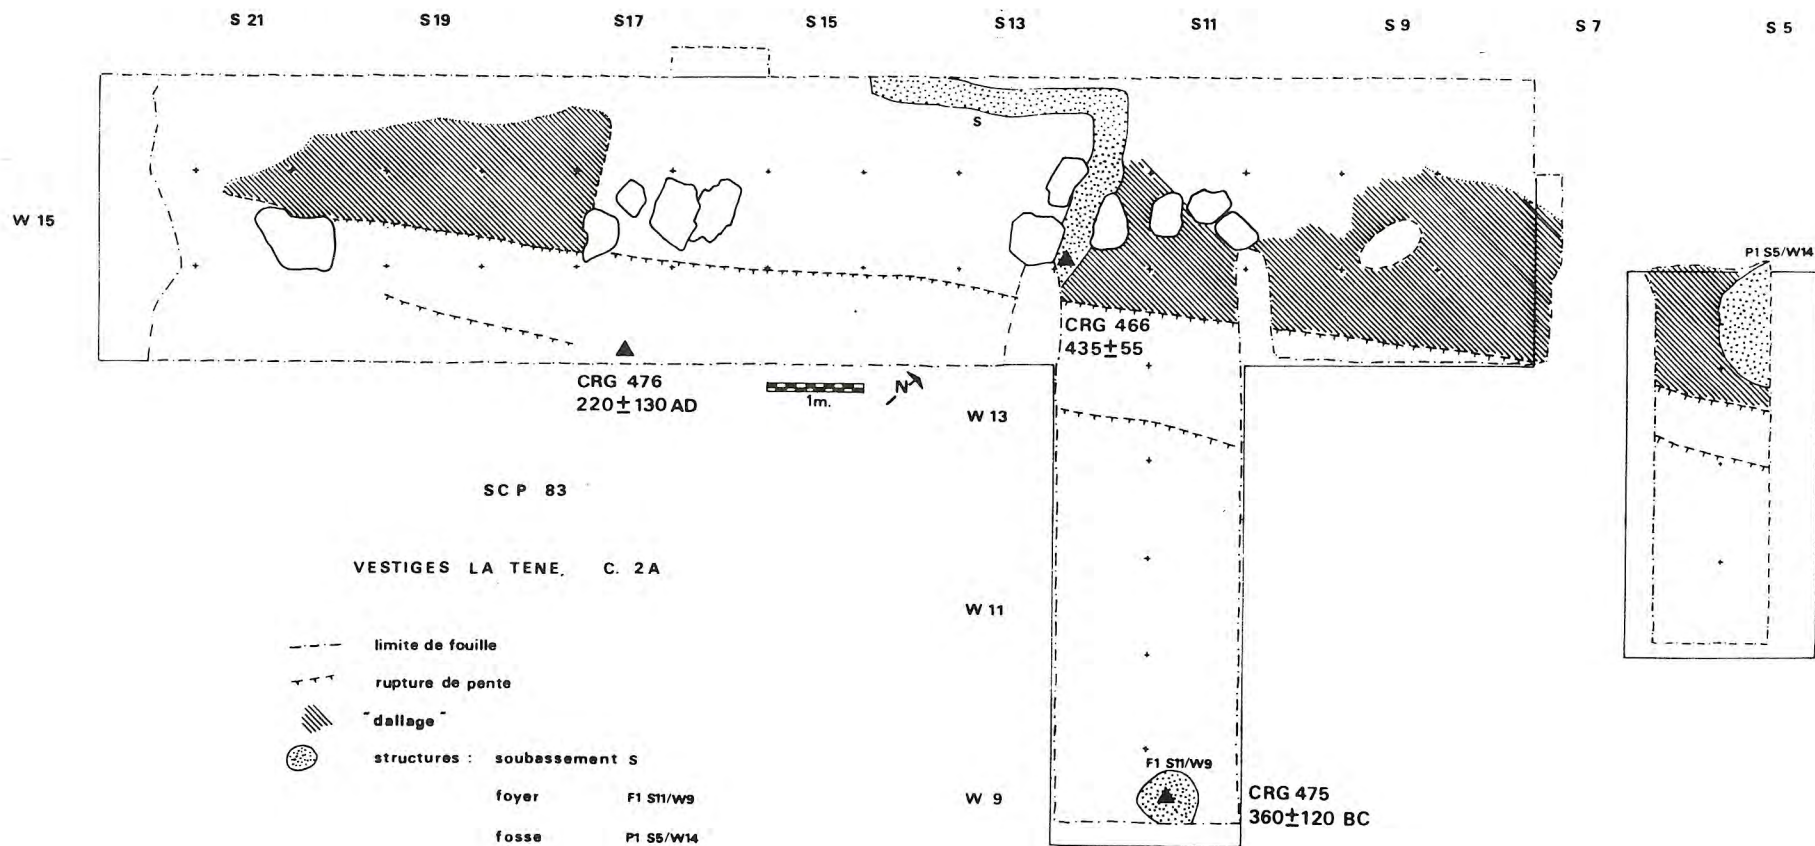 S 21 S19 S17 S 15 S13 S11 S 9 S 7 S 5
S
W 15
P1 S5/W14
CRG 466
435±55
CRG 476
220±130 AD
1m.
N
W 13
SCP 83
VESTIGES LA TENE, C. 2A
W 11
limite de fouille
rupture de pente
"dallage"
structures : soubassement S
foyer F1 S11/W9
fosse P1 S5/W14
F1 S11/W9
W 9
CRG 475
360±120 BC